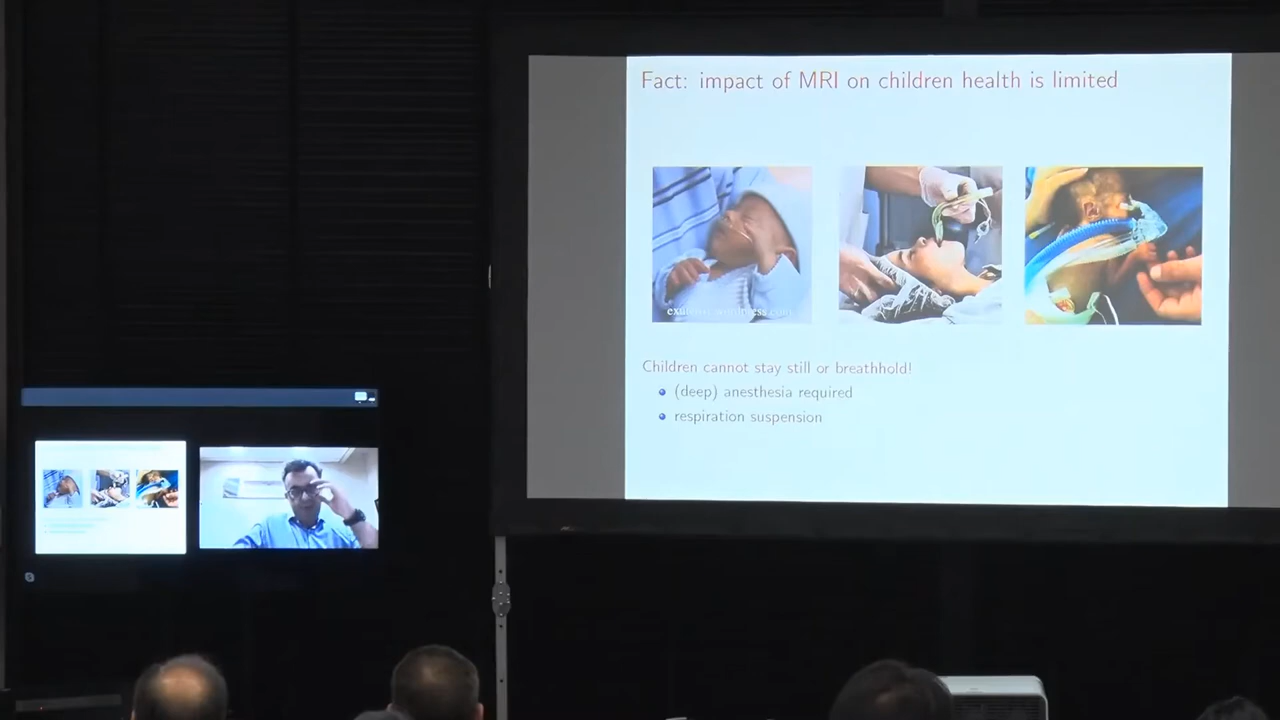 Fact: impact of MRI on children health is limited
Children cannot stay still or breathhold!
(deep) anesthesia required
respiration suspension